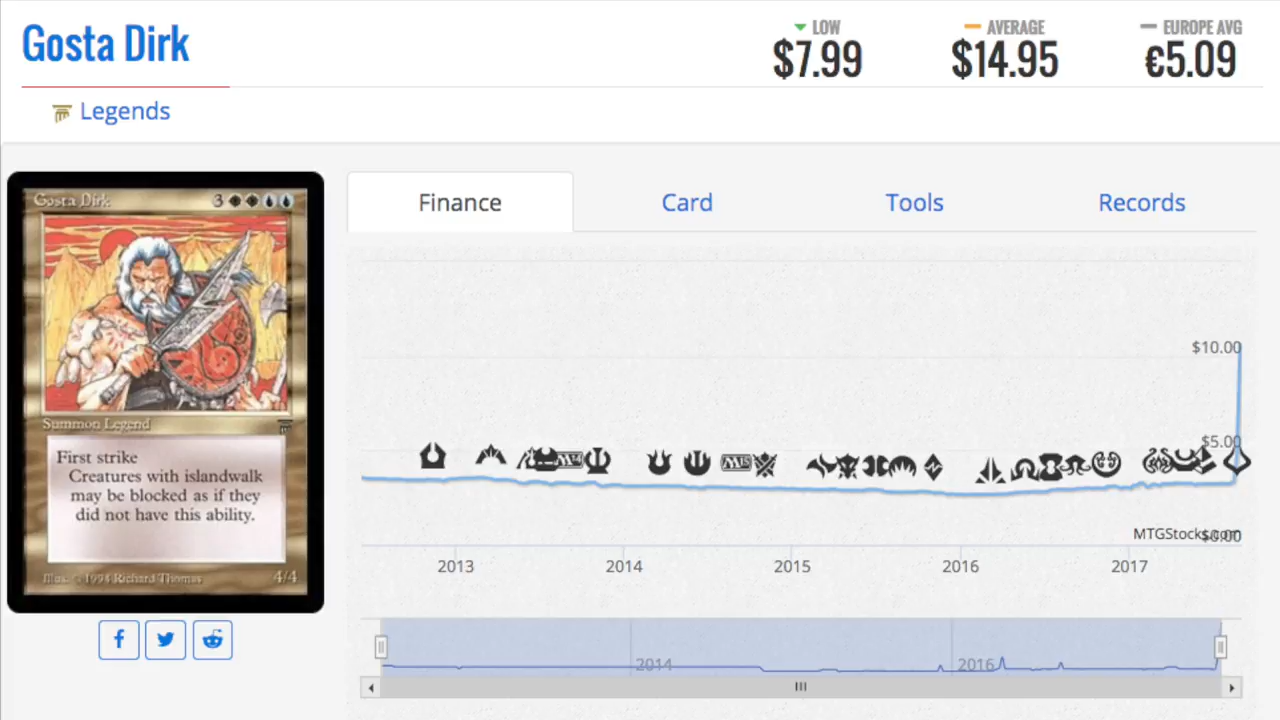 Gosta Dirk
LOW
$7.99
AVERAGE
$14.95
EUROPE AVG
€5.09
Legends
Gosta Dirk
3
Summon Legend
First strike
Creatures with islandwalk
may be blocked as if they
did not have this ability.
Illus. © 1994 Richard Thomas
4/4
Finance
Card
Tools
Records
$10.00
$5.00
MTGStocks.com
$0.00
2013
2014
2015
2016
2017
2014
2016